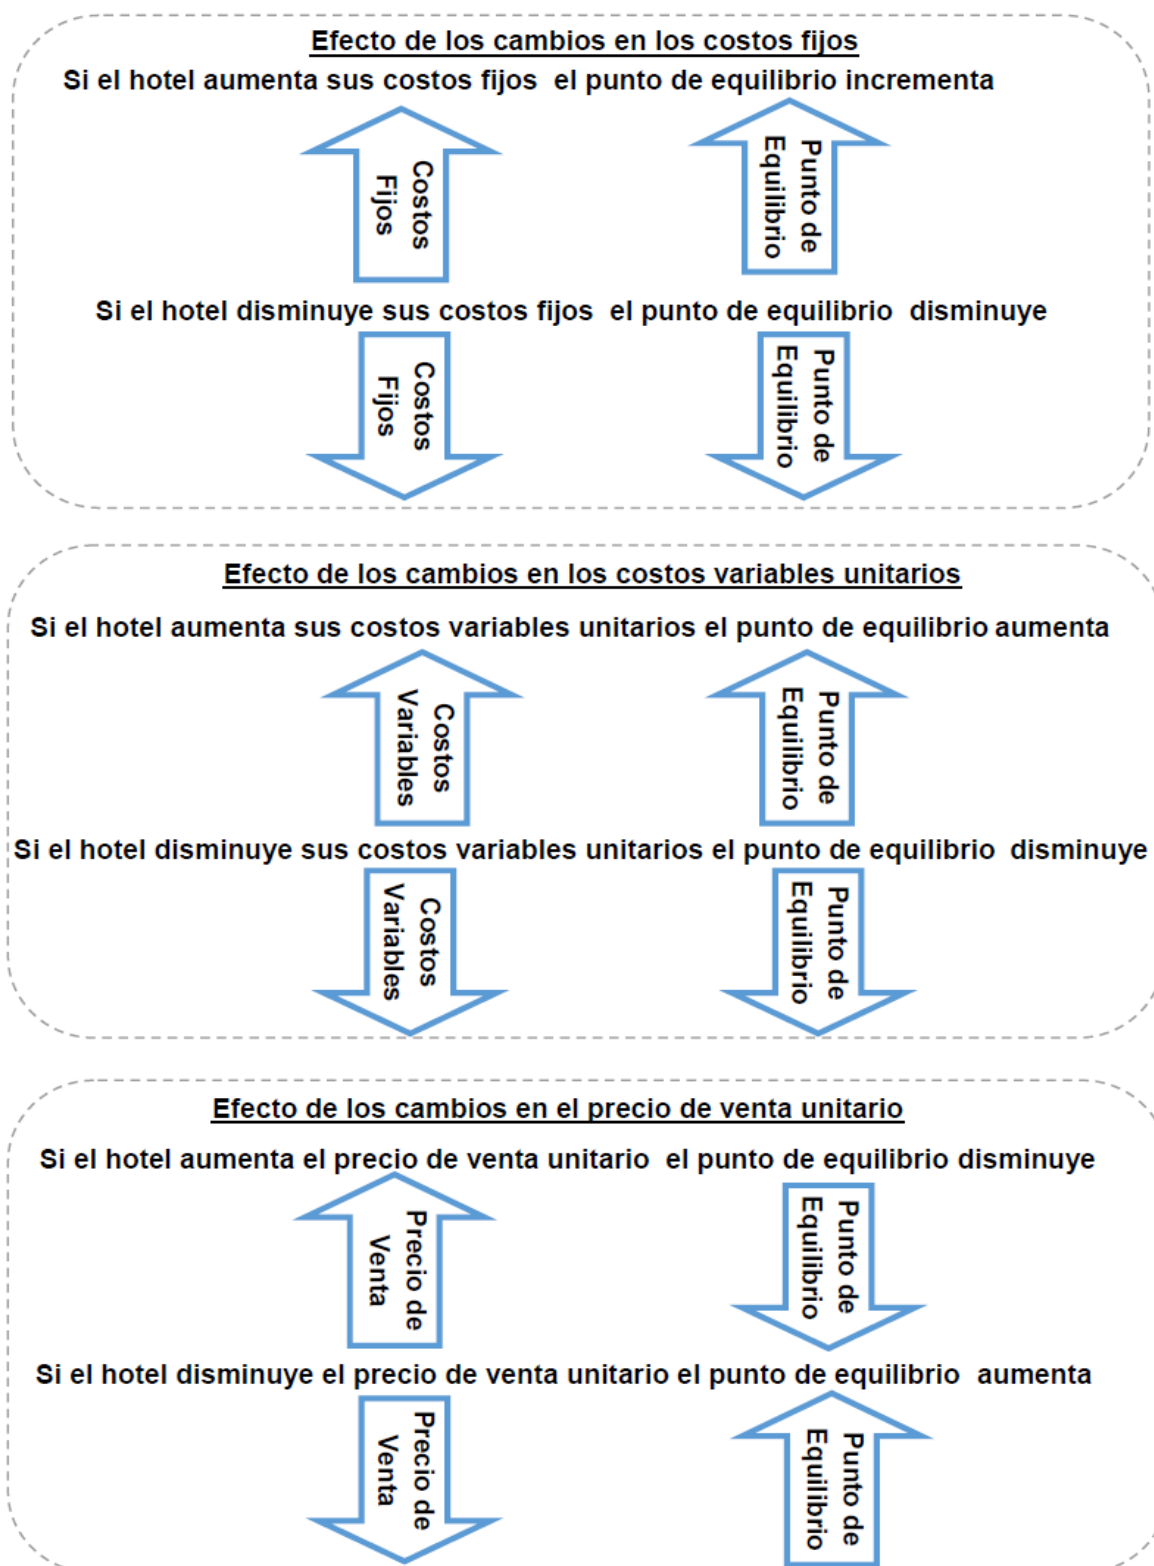 Efecto de los cambios en los costos fijos
Si el hotel aumenta sus costos fijos el punto de equilibrio incrementa
Costos
Fijos
Punto de
Equilibrio
Si el hotel disminuye sus costos fijos el punto de equilibrio disminuye
Costos
Fijos
Punto de
Equilibrio
Efecto de los cambios en los costos variables unitarios
Si el hotel aumenta sus costos variables unitarios el punto de equilibrio aumenta
Costos
Variables
Punto de
Equilibrio
Si el hotel disminuye sus costos variables unitarios el punto de equilibrio disminuye
Costos
Variables
Punto de
Equilibrio
Efecto de los cambios en el precio de venta unitario
Si el hotel aumenta el precio de venta unitario el punto de equilibrio disminuye
Precio de
Venta
Punto de
Equilibrio
Si el hotel disminuye el precio de venta unitario el punto de equilibrio aumenta
Precio de
Venta
Punto de
Equilibrio